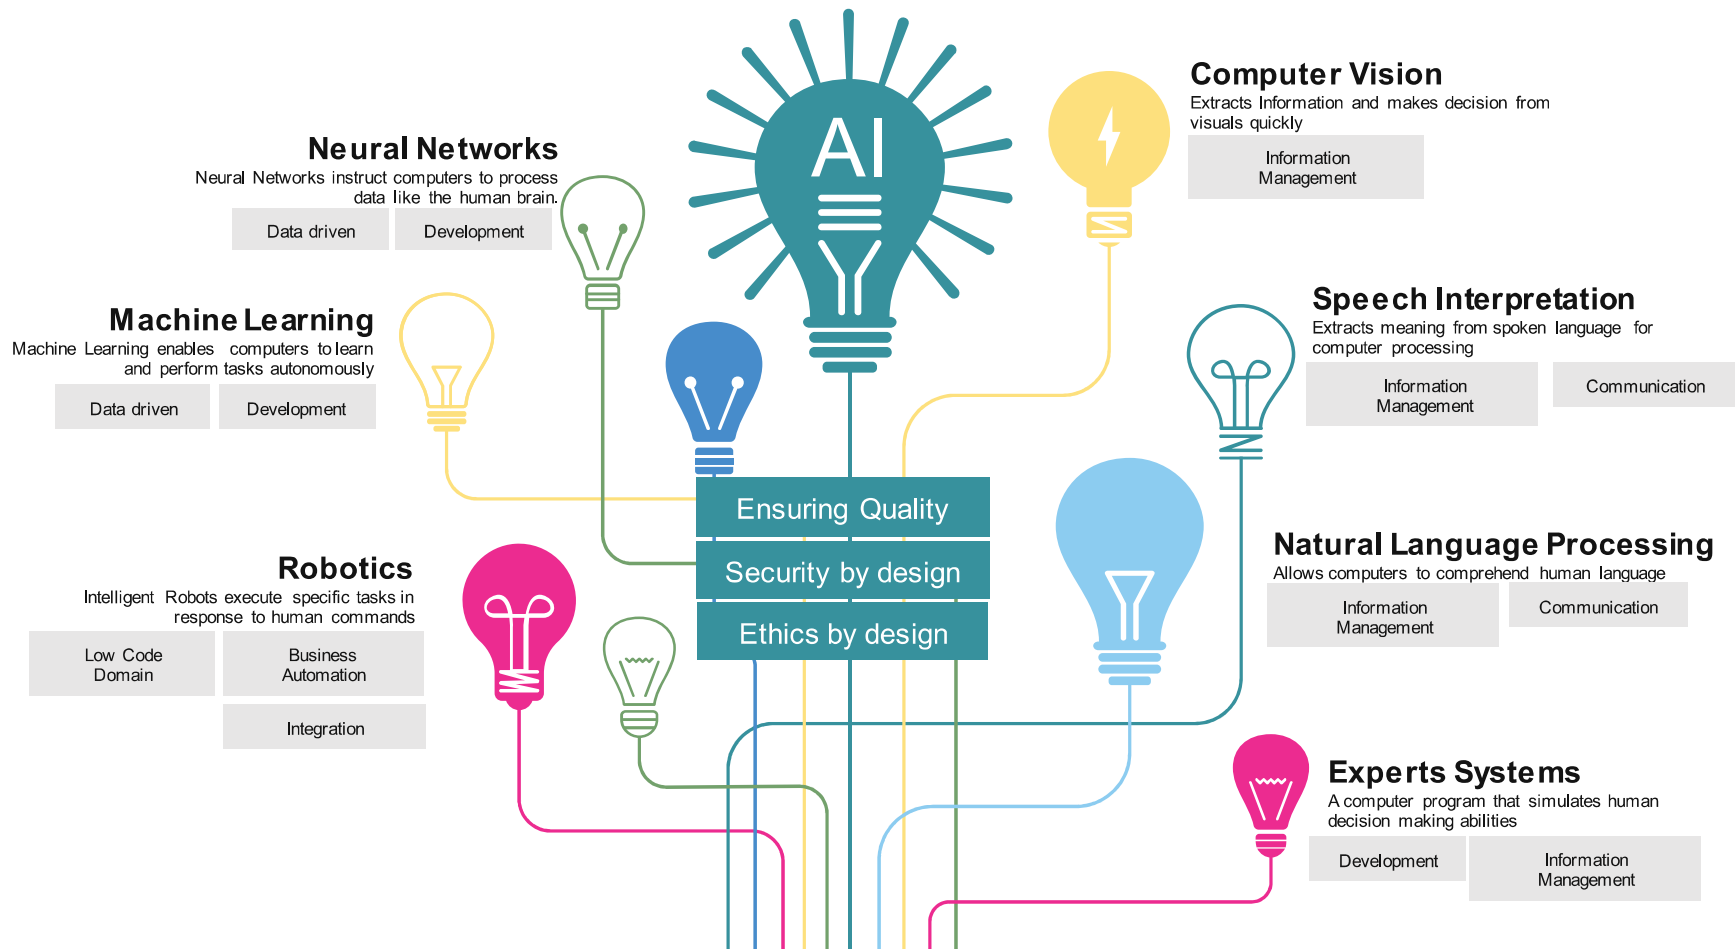 AI
Neural Networks
Neural Networks instruct computers to process
data like the human brain.
Data driven
Development
Machine Learning
Machine Learning enables computers to learn
and perform tasks autonomously
Data driven
Development
Robotics
Intelligent Robots execute specific tasks in
response to human commands
Low Code
Domain
Business
Automation
Integration
Ensuring Quality
Security by design
Ethics by design
Computer Vision
Extracts Information and makes decision from
visuals quickly
Information
Management
Speech Interpretation
Extracts meaning from spoken language for
computer processing
Information
Management
Communication
Natural Language Processing
Allows computers to comprehend human language
Information
Management
Communication
Experts Systems
A computer program that simulates human
decision making abilities
Development
Information
Management